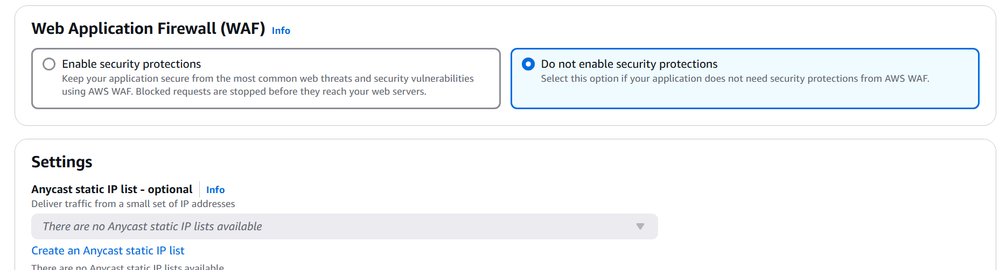 Web Application Firewall (WAF) Info
Enable security protections
Keep your application secure from the most common web threats and security vulnerabilities
using AWS WAF. Blocked requests are stopped before they reach your web servers.
Do not enable security protections
Select this option if your application does not need security protections from AWS WAF.
Settings
Anycast static IP list - optional Info
Deliver traffic from a small set of IP addresses
There are no Anycast static IP lists available
Create an Anycast static IP list
There are no Anycast static IP lists available